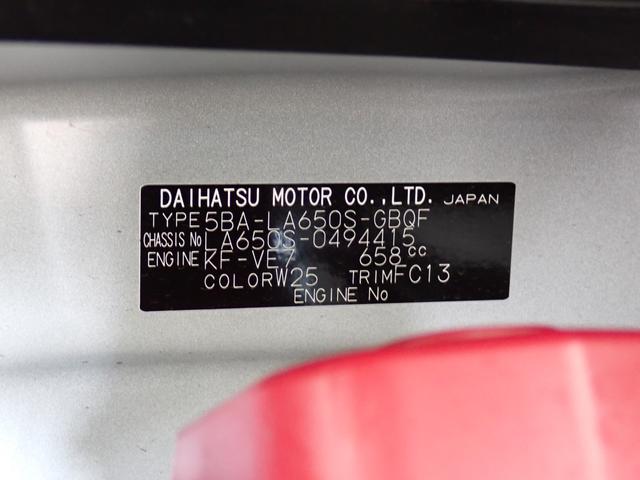 DAIHATSU MOTOR CO.,LTD. JAPAN
TYPE 5BA-LA650S-GBQF
CHASSIS No LA650S-0494415
ENGINE KF-VE7 658cc
COLOR W25 TRIM FC13
ENGINE No